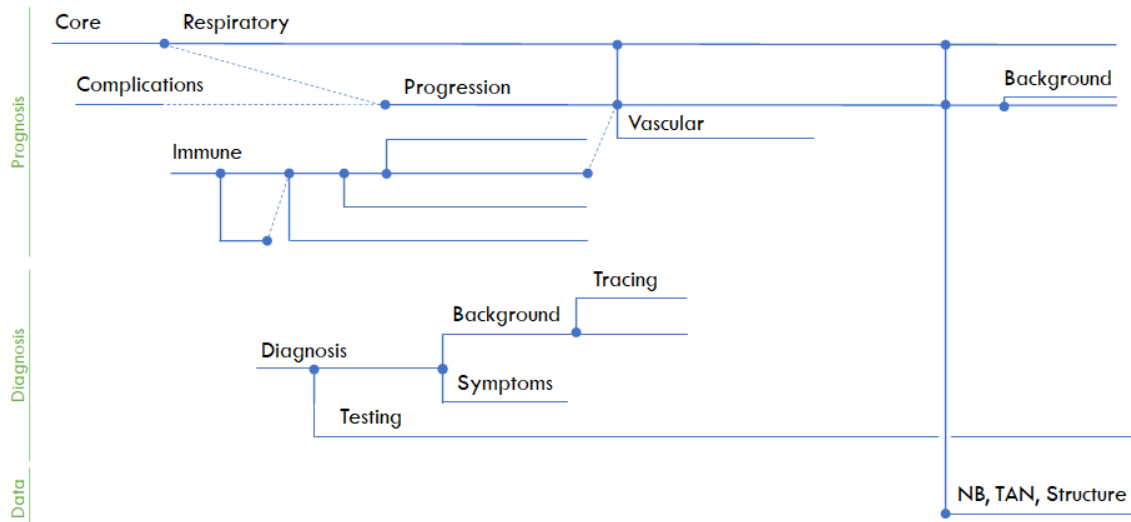 Prognosis
Core
Respiratory
Complications
Progression
Background
Vascular
Immune
Diagnosis
Tracing
Background
Diagnosis
Symptoms
Testing
Data
NB, TAN, Structure